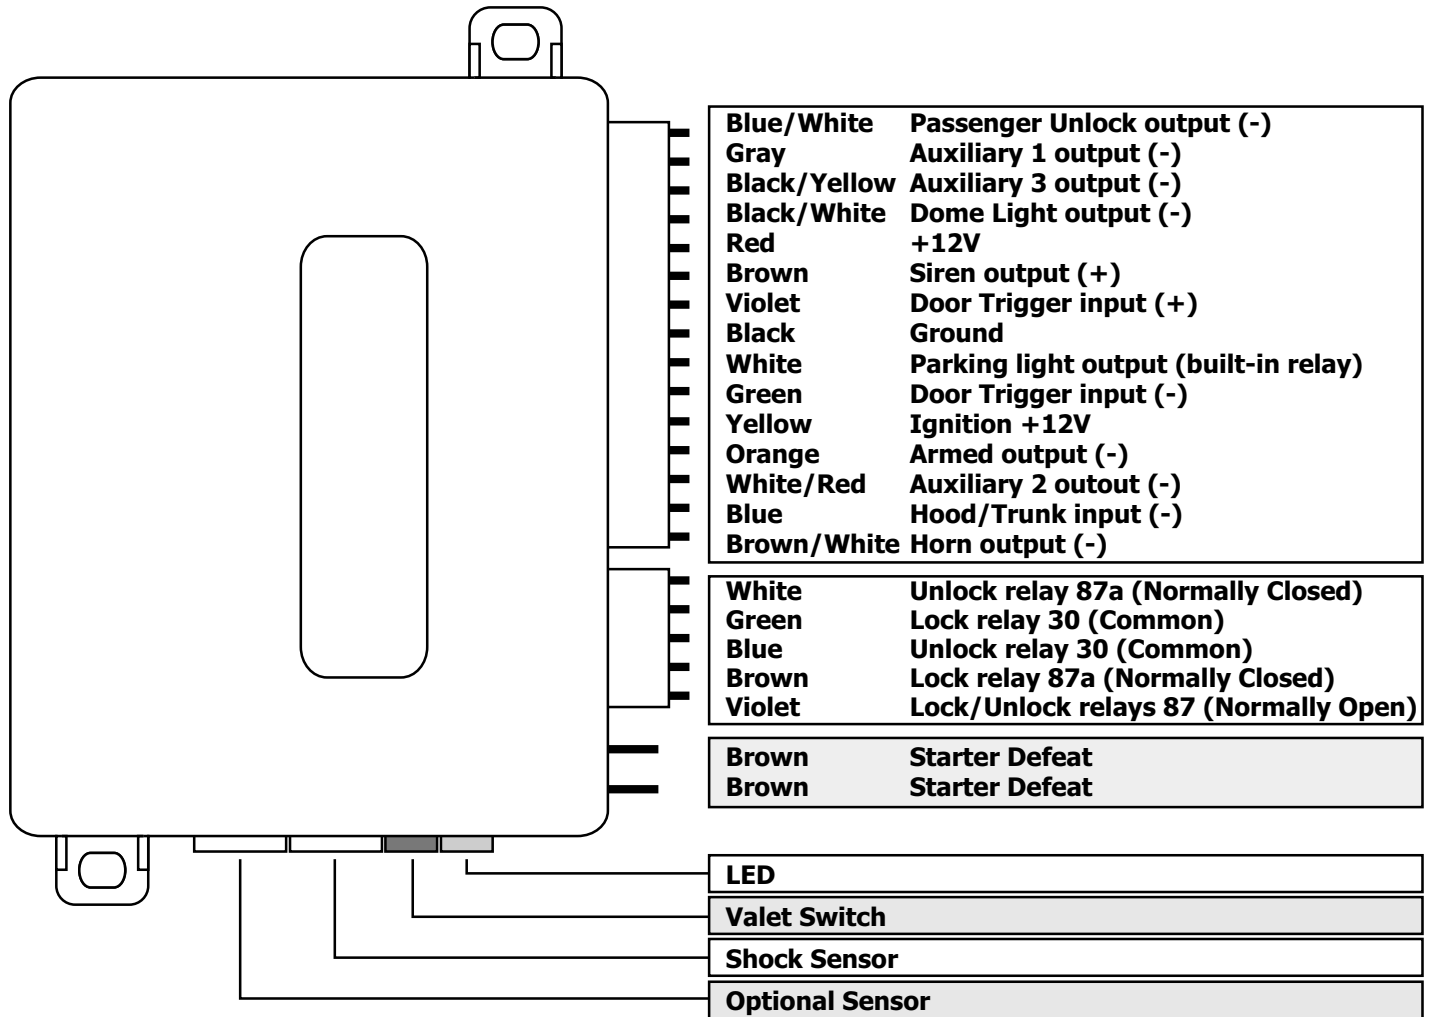 Blue/White Passenger Unlock output (-)
Gray Auxiliary 1 output (-)
Black/Yellow Auxiliary 3 output (-)
Black/White Dome Light output (-)
Red +12V
Brown Siren output (+)
Violet Door Trigger input (+)
Black Ground
White Parking light output (built-in relay)
Green Door Trigger input (-)
Yellow Ignition +12V
Orange Armed output (-)
White/Red Auxiliary 2 outout (-)
Blue Hood/Trunk input (-)
Brown/White Horn output (-)
White Unlock relay 87a (Normally Closed)
Green Lock relay 30 (Common)
Blue Unlock relay 30 (Common)
Brown Lock relay 87a (Normally Closed)
Violet Lock/Unlock relays 87 (Normally Open)
Brown Starter Defeat
Brown Starter Defeat
LED
Valet Switch
Shock Sensor
Optional Sensor